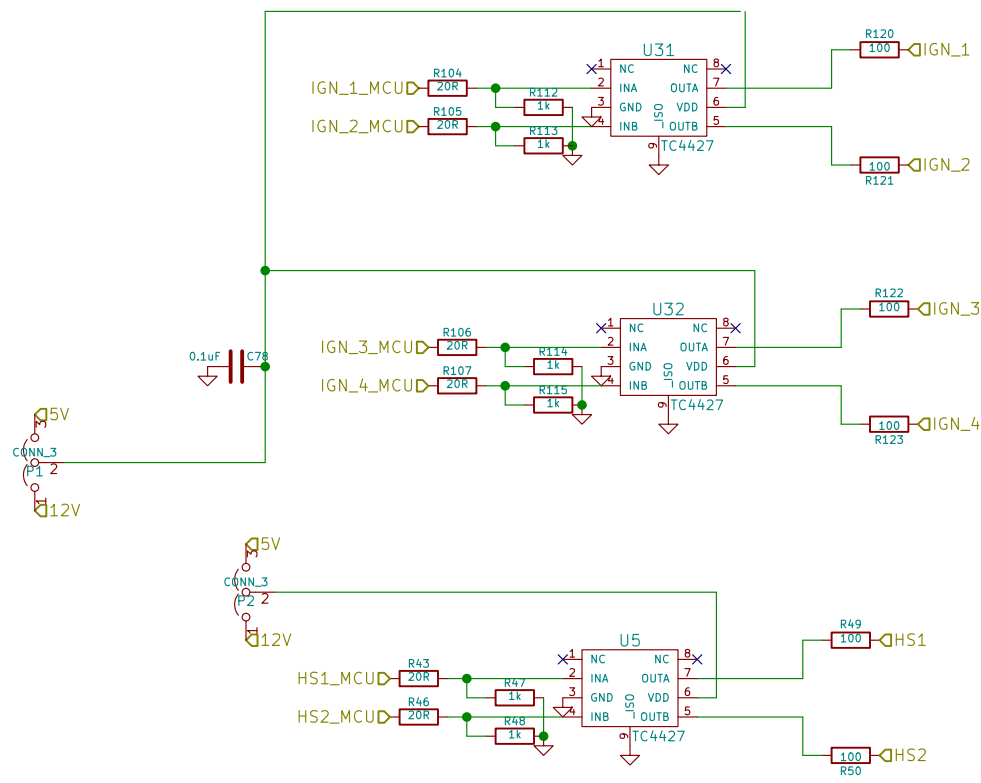 U31
R120
100
IGN_1
1 NC NC 8
R104
IGN_1_MCU 20R 2 INA OUTA 7
R112
1k 3 GND VDD 6
R105
IGN_2_MCU 20R 4 INB OUTB 5
R113
1k
ISO
9
TC4427
100
IGN_2
R121
U32
R122
100
IGN_3
1 NC NC 8
R106
IGN_3_MCU 20R 2 INA OUTA 7
R114
0.1uF C78
1k 3 GND VDD 6
R107
IGN_4_MCU 20R 4 INB OUTB 5
R115
1k
9
TC4427
100
IGN_4
R123
5V
3
CONN_3
P1 2
1
12V
5V
3
CONN_3
P2 2
1
12V
U5
R49
100
HS1
1 NC NC 8
R43
HS1_MCU 20R 2 INA OUTA 7
R47
1k 3 GND VDD 6
R46
HS2_MCU 20R 4 INB OUTB 5
R48
1k
9
TC4427
100
HS2
R50